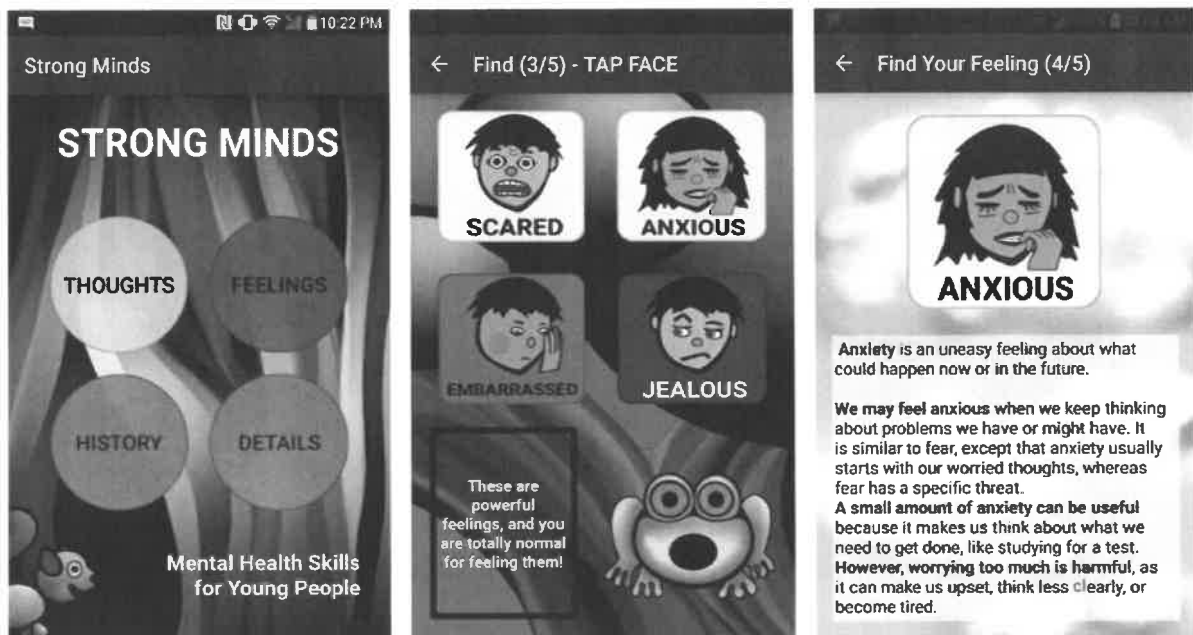 10:22 PM
Strong Minds
STRONG MINDS
THOUGHTS
FEELINGS
HISTORY
DETAILS
Mental Health Skills
for Young People
← Find (3/5) - TAP FACE
SCARED
ANXIOUS
EMBARRASSED
JEALOUS
These are
powerful
feelings, and you
are totally normal
for feeling them!
← Find Your Feeling (4/5)
ANXIOUS
Anxiety is an uneasy feeling about what
could happen now or in the future.
We may feel anxious when we keep thinking
about problems we have or might have. It
is similar to fear, except that anxiety usually
starts with our worried thoughts, whereas
fear has a specific threat.
A small amount of anxiety can be useful
because it makes us think about what we
need to get done, like studying for a test.
However, worrying too much is harmful, as
it can make us upset, think less clearly, or
become tired.